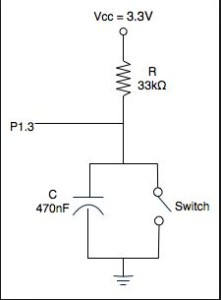 Vcc = 3.3V
R
33kΩ
P1.3
C
470nF
Switch